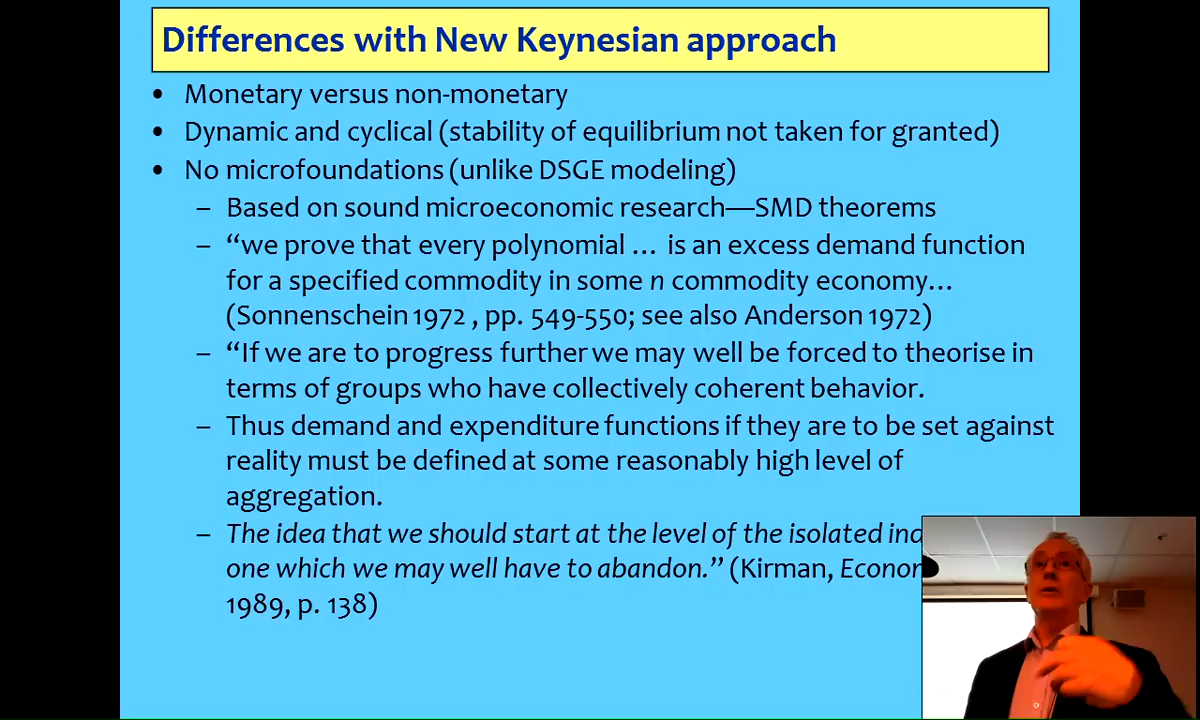 Differences with New Keynesian approach
• Monetary versus non-monetary
• Dynamic and cyclical (stability of equilibrium not taken for granted)
• No microfoundations (unlike DSGE modeling)
– Based on sound microeconomic research—SMD theorems
– “we prove that every polynomial … is an excess demand function
for a specified commodity in some n commodity economy…
(Sonnenschein 1972 , pp. 549-550; see also Anderson 1972)
– “If we are to progress further we may well be forced to theorise in
terms of groups who have collectively coherent behavior.
– Thus demand and expenditure functions if they are to be set against
reality must be defined at some reasonably high level of
aggregation.
– The idea that we should start at the level of the isolated
one which we may well have to abandon.” (Kirman,
1989, p. 138)